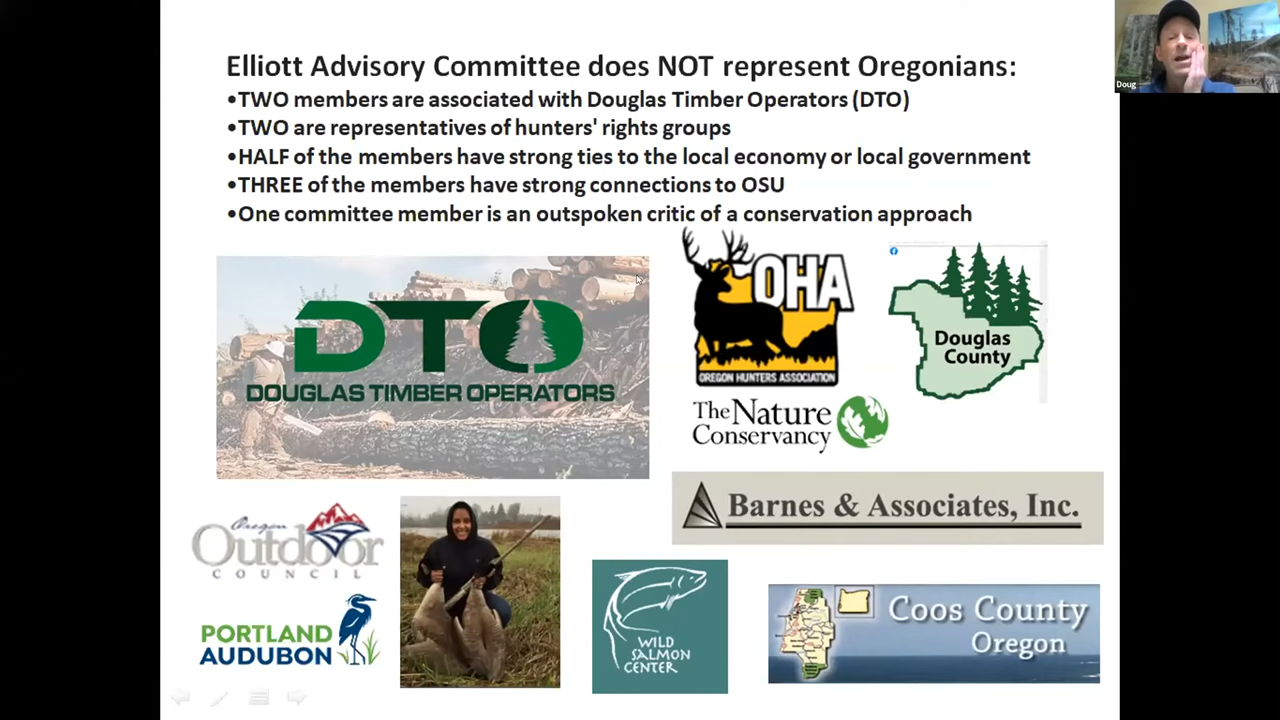 Elliott Advisory Committee does NOT represent Oregonians:
•TWO members are associated with Douglas Timber Operators (DTO)
•TWO are representatives of hunters' rights groups
•HALF of the members have strong ties to the local economy or local government
•THREE of the members have strong connections to OSU
•One committee member is an outspoken critic of a conservation approach
Doug
DTO
DOUGLAS TIMBER OPERATORS
OHA
OREGON HUNTERS ASSOCIATION
Douglas
County
The Nature
Conservancy
Barnes & Associates, Inc.
Oregon
Outdoor
COUNCIL
PORTLAND
AUDUBON
WILD
SALMON
CENTER
Coos County
Oregon